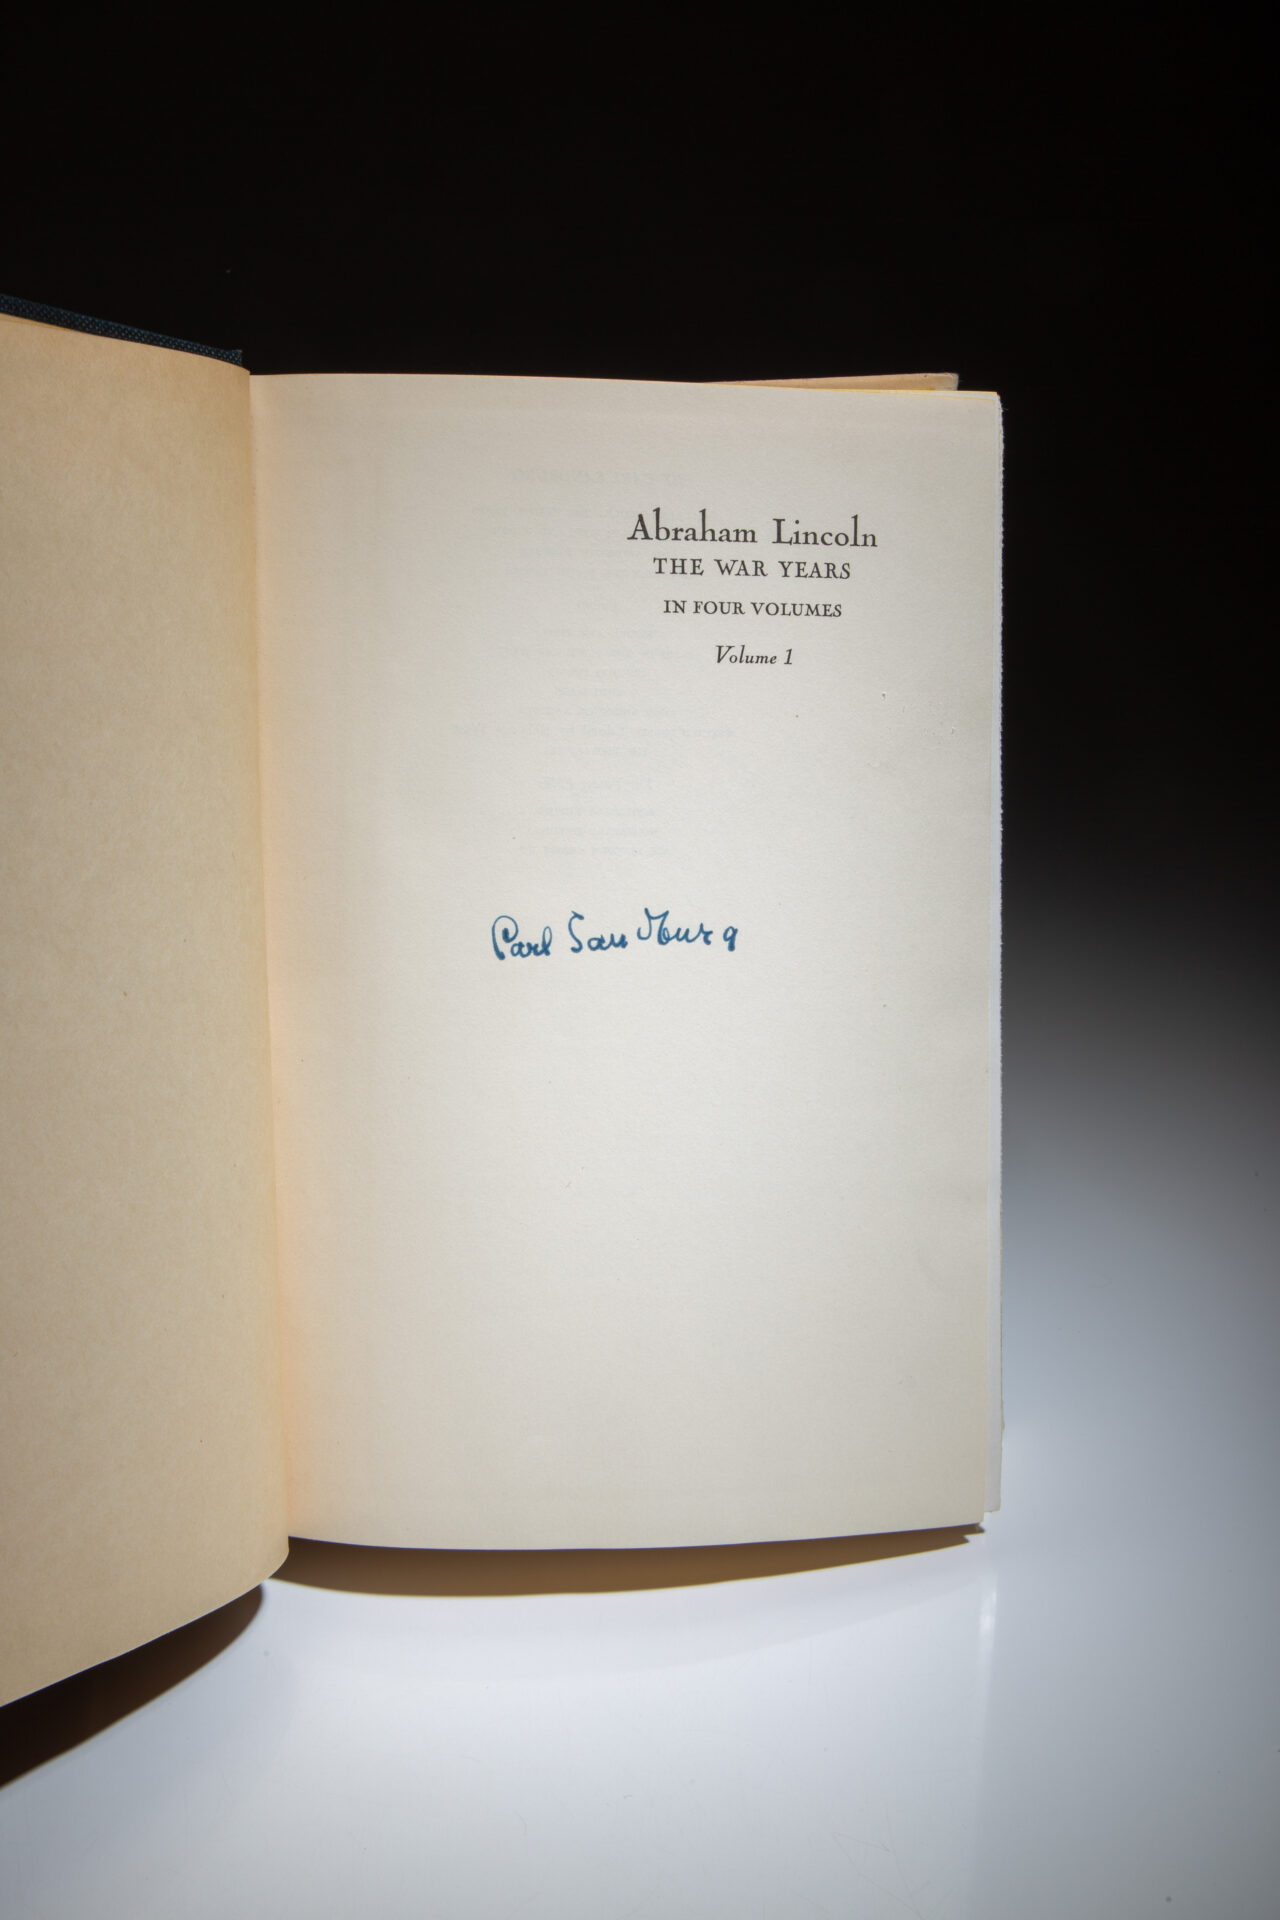 Abraham Lincoln
THE WAR YEARS
IN FOUR VOLUMES
Volume 1
Carl Sandburg